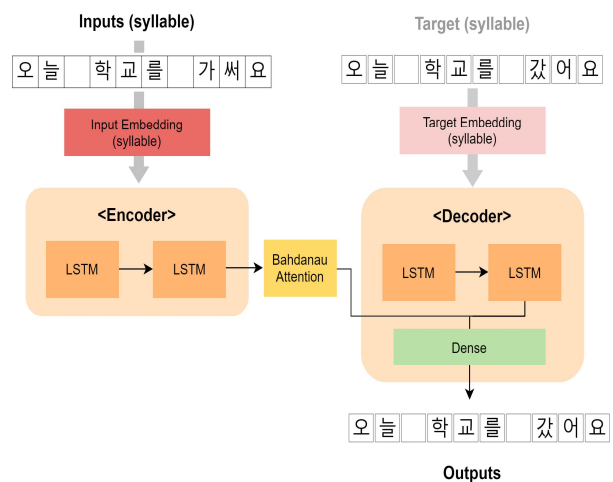 Inputs (syllable)
Target (syllable)
오 늘 학 교 를 가 써 요
오 늘 학 교 를 갔 어 요
Input Embedding
(syllable)
Target Embedding
(syllable)
<Encoder>
LSTM
LSTM
Bahdanau
Attention
<Decoder>
LSTM
LSTM
Dense
오 늘 학 교 를 갔 어 요
Outputs